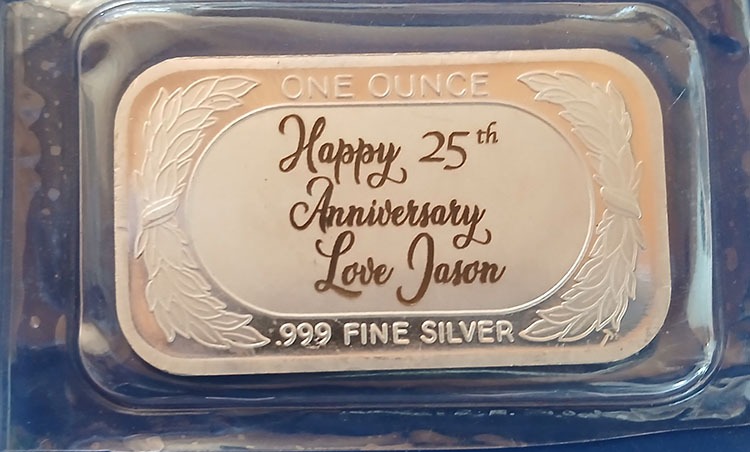 ONE OUNCE
Happy 25th
Anniversary
Love Jason
.999 FINE SILVER